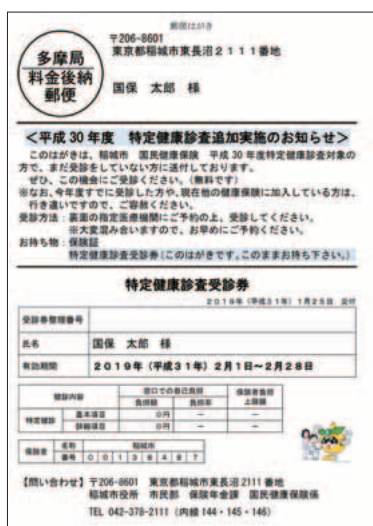 郵便はがき
多摩局
料金後納
郵便
〒206-8601
東京都稲城市東長沼2111番地
国保 太郎 様
＜平成30年度 特定健康診査追加実施のお知らせ＞
このはがきは、稲城市 国民健康保険 平成30年度特定健康診査対象の
方で、まだ受診をしていない方に送付しております。
ぜひ、この機会にご受診ください。（無料です）
※なお、今年度すでに受診した方や、現在他の健康保険に加入している方は、
行き違いですので、ご容赦ください。
受診方法：裏面の指定医療機関にご予約の上、受診してください。
※大変混み合いますので、お早めにご予約ください。
お持ち物：保険証
特定健康診査受診券（このはがきです。このままお持ち下さい。）
特定健康診査受診券
2019年（平成31年）1月25日 交付
受診券整理番号
氏名 国保 太郎 様
有効期間 2019年（平成31年）2月1日～2月28日
健診内容 窓口での自己負担 保険者負担上限額
負担額 負担率
特定健診 基本項目 0円 － －
詳細項目 0円 － －
保険者 名称 稲城市
番号 0 0 1 3 8 4 8 7
【問い合わせ】〒206-8601 稲城市東長沼2111番地
稲城市役所 市民部 保険年金課 国民健康保険係
TEL 042-378-2111（内線144・145・146）